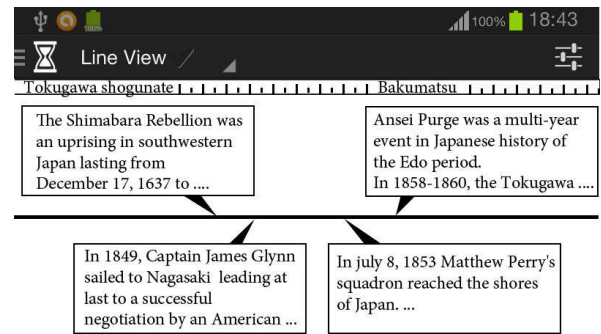 100% 18:43
100%
Line View
Tokugawa shogunate Bakumatsu
The Shimabara Rebellion was
an uprising in southwestern
Japan lasting from
December 17, 1637 to ....
Ansei Purge was a multi-year
event in Japanese history of
the Edo period.
In 1858-1860, the Tokugawa ....
In 1849, Captain James Glynn
sailed to Nagasaki leading at
last to a successful
negotiation by an American ...
In july 8, 1853 Matthew Perry's
squadron reached the shores
of Japan. ...